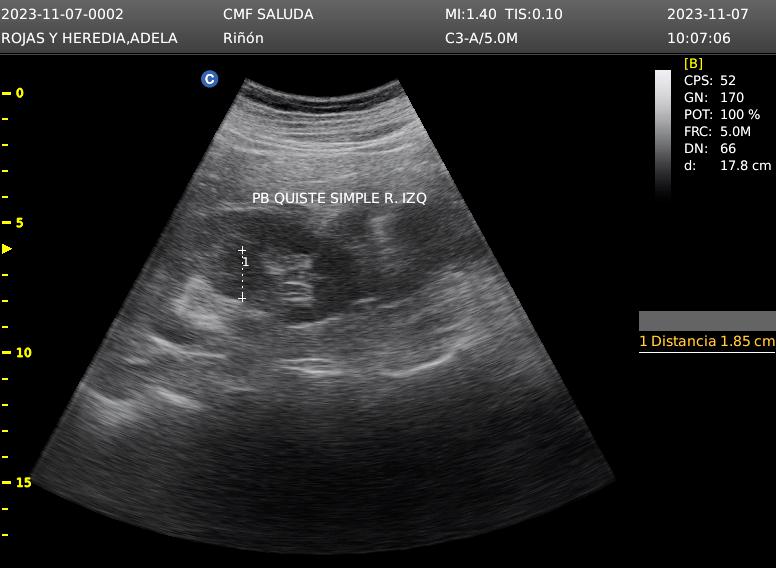 2023-11-07-0002 CMF SALUDA MI:1.40 TIS:0.10 2023-11-07
ROJAS Y HEREDIA,ADELA Riñón C3-A/5.0M 10:07:06
C
[B]
CPS: 52
GN: 170
POT: 100 %
FRC: 5.0M
DN: 66
d: 17.8 cm
0
PB QUISTE SIMPLE R. IZQ
5
1
10
1 Distancia 1.85 cm
15